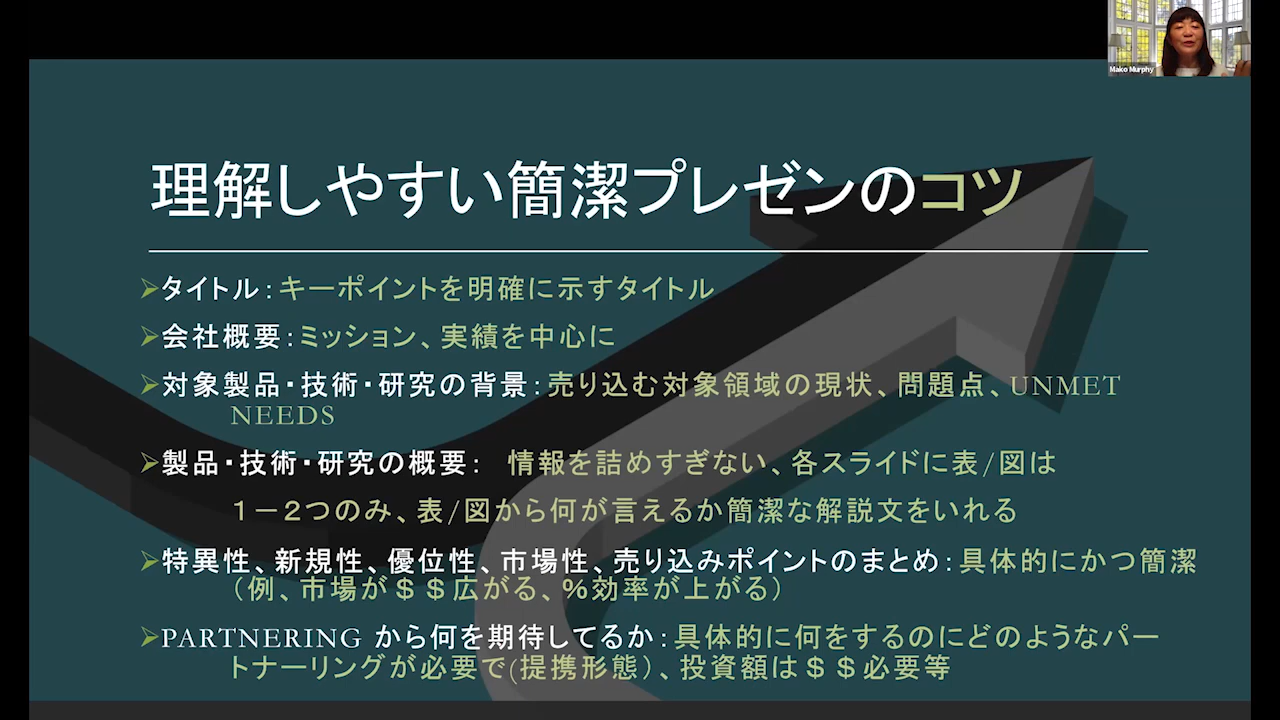 Mako Murphy
理解しやすい簡潔プレゼンのコツ
➢タイトル：キーポイントを明確に示すタイトル
➢会社概要：ミッション、実績を中心に
➢対象製品・技術・研究の背景：売り込む対象領域の現状、問題点、UNMET
NEEDS
➢製品・技術・研究の概要：　情報を詰めすぎない、各スライドに表/図は
１－２つのみ、表/図から何が言えるか簡潔な解説文をいれる
➢特異性、新規性、優位性、市場性、売り込みポイントのまとめ：具体的にかつ簡潔
（例、市場が＄＄広がる、％効率が上がる）
➢PARTNERING から何を期待してるか：具体的に何をするのにどのようなパー
トナーリングが必要で(提携形態）、投資額は＄＄必要等